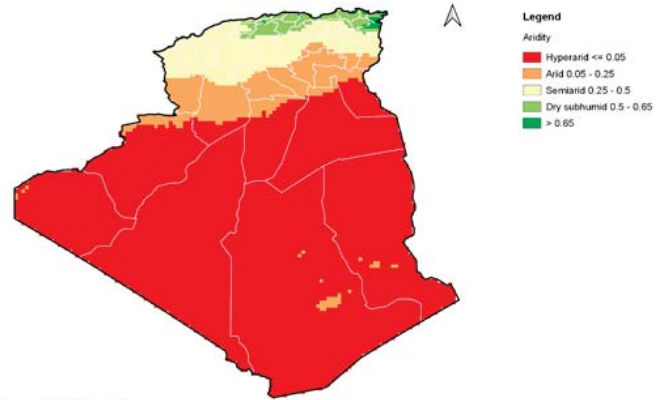 Legend
Aridity
Hyperarid <= 0.05
Arid 0.05 - 0.25
Semiarid 0.25 - 0.5
Dry subhumid 0.5 - 0.65
> 0.65